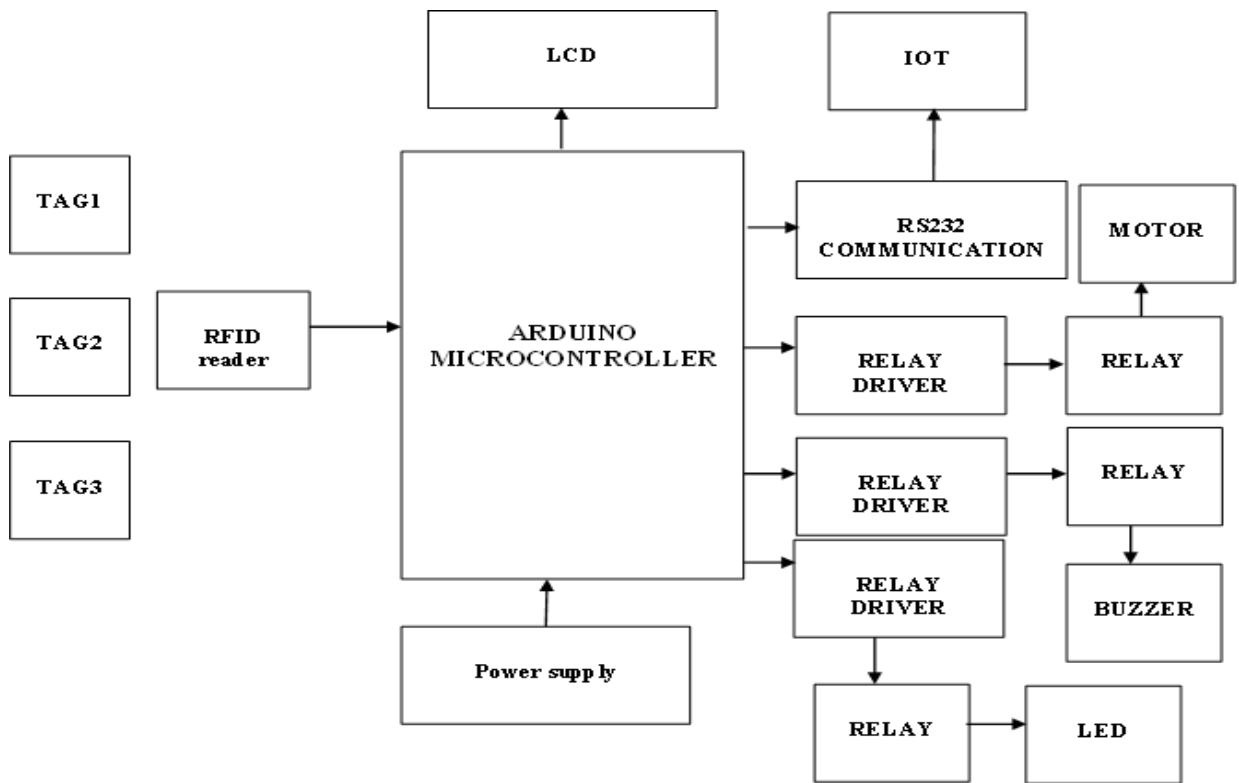 LCD
IOT
TAG1
RS232
COMMUNICATION
MOTOR
TAG2
RFID
reader
ARDUINO
MICROCONTROLLER
RELAY
DRIVER
RELAY
TAG3
RELAY
DRIVER
RELAY
RELAY
DRIVER
BUZZER
Power supply
RELAY
LED